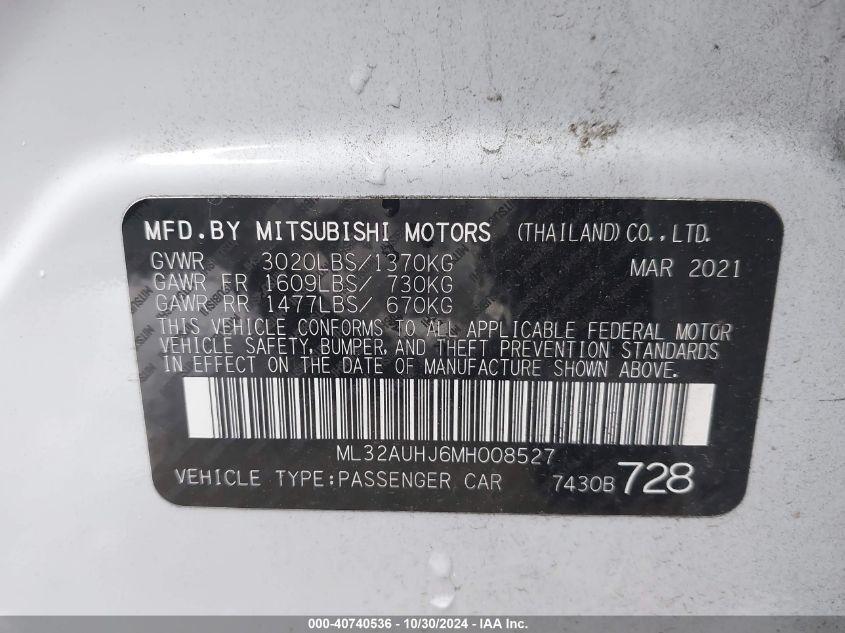 MFD.BY MITSUBISHI MOTORS (THAILAND) CO., LTD.
GVWR 3020LBS/1370KG MAR 2021
GAWR FR 1609LBS/ 730KG
GAWR RR 1477LBS/ 670KG
THIS VEHICLE CONFORMS TO ALL APPLICABLE FEDERAL MOTOR
VEHICLE SAFETY, BUMPER, AND THEFT PREVENTION STANDARDS
IN EFFECT ON THE DATE OF MANUFACTURE SHOWN ABOVE.
ML32AUHJ6MH008527
VEHICLE TYPE:PASSENGER CAR 7430B 728
000-40740536 - 10/30/2024 - IAA Inc.